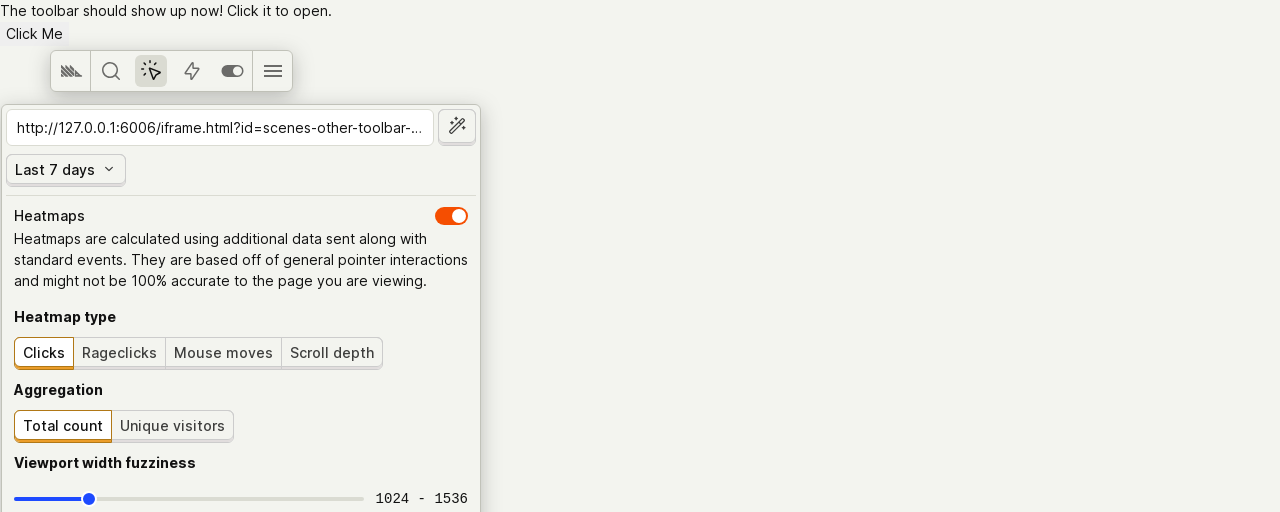 The toolbar should show up now! Click it to open.
Click Me
http://127.0.0.1:6006/iframe.html?id=scenes-other-toolbar-...
Last 7 days
Heatmaps
Heatmaps are calculated using additional data sent along with
standard events. They are based off of general pointer interactions
and might not be 100% accurate to the page you are viewing.
Heatmap type
Clicks Rageclicks Mouse moves Scroll depth
Aggregation
Total count Unique visitors
Viewport width fuzziness
1024 - 1536